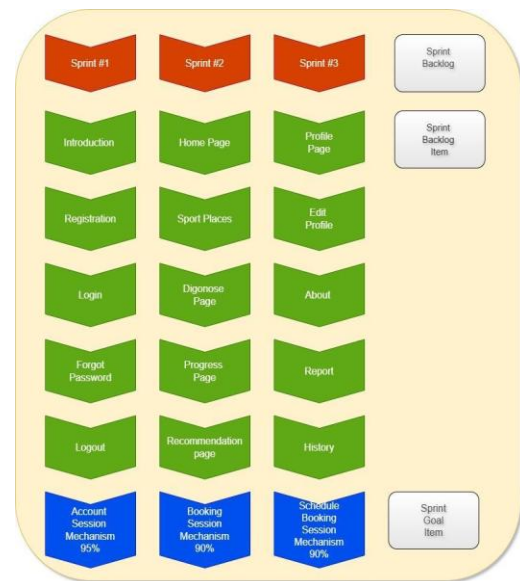 Sprint #1
Sprint #2
Sprint #3
Sprint
Backlog
Introduction
Home Page
Profile
Page
Sprint
Backlog
Item
Registration
Sport Places
Edit
Profile
Login
Digonose
Page
About
Forgot
Password
Progress
Page
Report
Logout
Recommendation
page
History
Account
Session
Mechanism
95%
Booking
Session
Mechanism
90%
Schedule
Booking
Session
Mechanism
90%
Sprint
Goal
Item